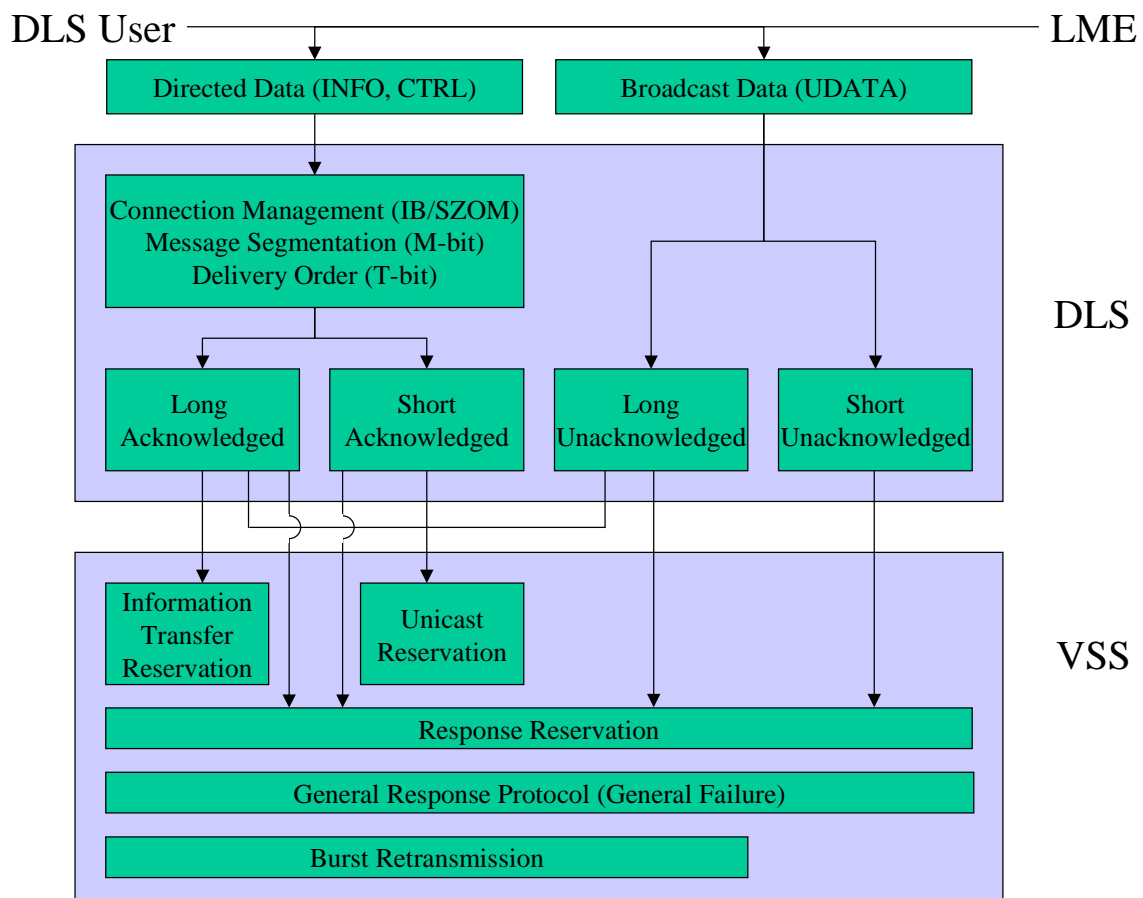 DLS User
LME
Directed Data (INFO, CTRL)
Broadcast Data (UDATA)
Connection Management (IB/SZOM)
Message Segmentation (M-bit)
Delivery Order (T-bit)
DLS
Long
Acknowledged
Short
Acknowledged
Long
Unacknowledged
Short
Unacknowledged
Information
Transfer
Reservation
Unicast
Reservation
VSS
Response Reservation
General Response Protocol (General Failure)
Burst Retransmission